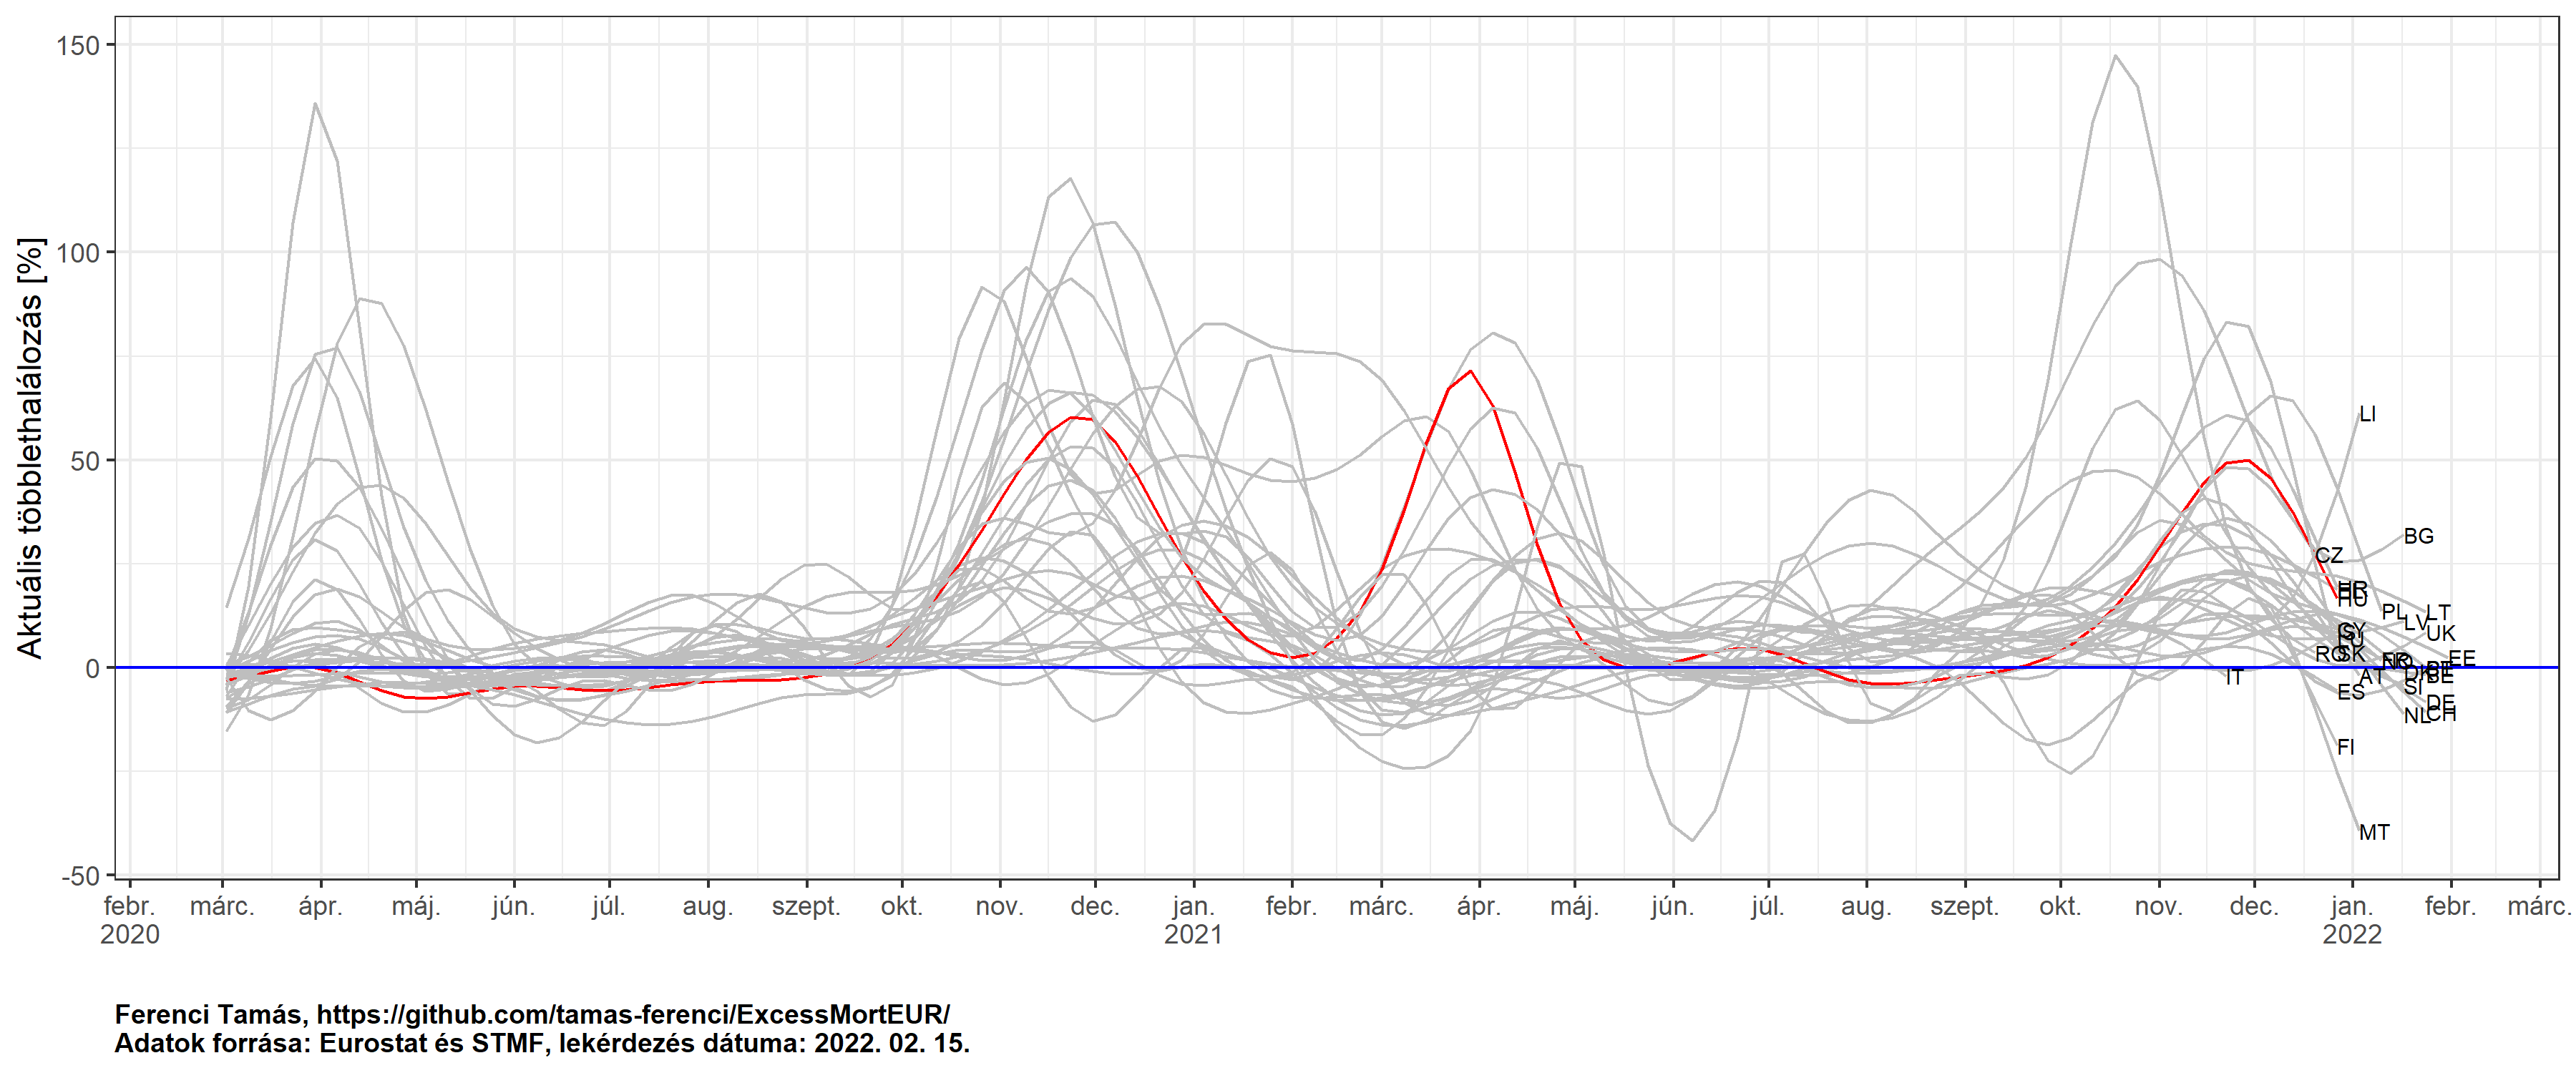 Aktuális többlethalálozás [%]
150
100
50
0
-50
LI
BG
CZ
HR
HU
PL
LT
LV
CY
UK
RO
SK
EE
IT
AT
DK
BE
ES
SI
DE
NL
CH
FI
MT
febr. márc. ápr. máj. jún. júl. aug. szept. okt. nov. dec. jan. febr. márc. ápr. máj. jún. júl. aug. szept. okt. nov. dec. jan. febr. márc.
2020 2021 2022
Ferenci Tamás, https://github.com/tamas-ferenci/ExcessMortEUR/
Adatok forrása: Eurostat és STMF, lekérdezés dátuma: 2022. 02. 15.